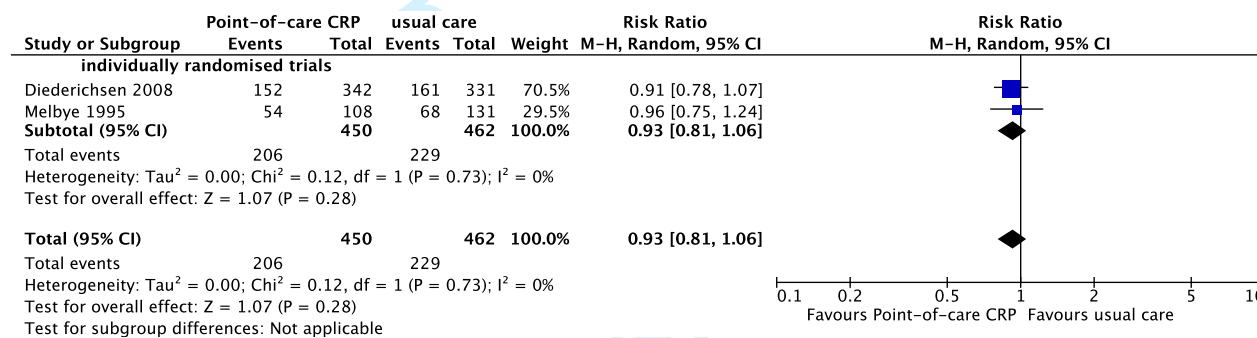 Point-of-care CRP usual care Risk Ratio Risk Ratio
Study or Subgroup Events Total Events Total Weight M-H, Random, 95% CI M-H, Random, 95% CI
individually randomised trials
Diederichsen 2008 152 342 161 331 70.5% 0.91 [0.78, 1.07]
Melbye 1995 54 108 68 131 29.5% 0.96 [0.75, 1.24]
Subtotal (95% CI) 450 462 100.0% 0.93 [0.81, 1.06]
Total events 206 229
Heterogeneity: Tau² = 0.00; Chi² = 0.12, df = 1 (P = 0.73); I² = 0%
Test for overall effect: Z = 1.07 (P = 0.28)
Total (95% CI) 450 462 100.0% 0.93 [0.81, 1.06]
Total events 206 229
Heterogeneity: Tau² = 0.00; Chi² = 0.12, df = 1 (P = 0.73); I² = 0%
Test for overall effect: Z = 1.07 (P = 0.28)
Test for subgroup differences: Not applicable
0.1 0.2 0.5 1 2 5
Favours Point-of-care CRP Favours usual care